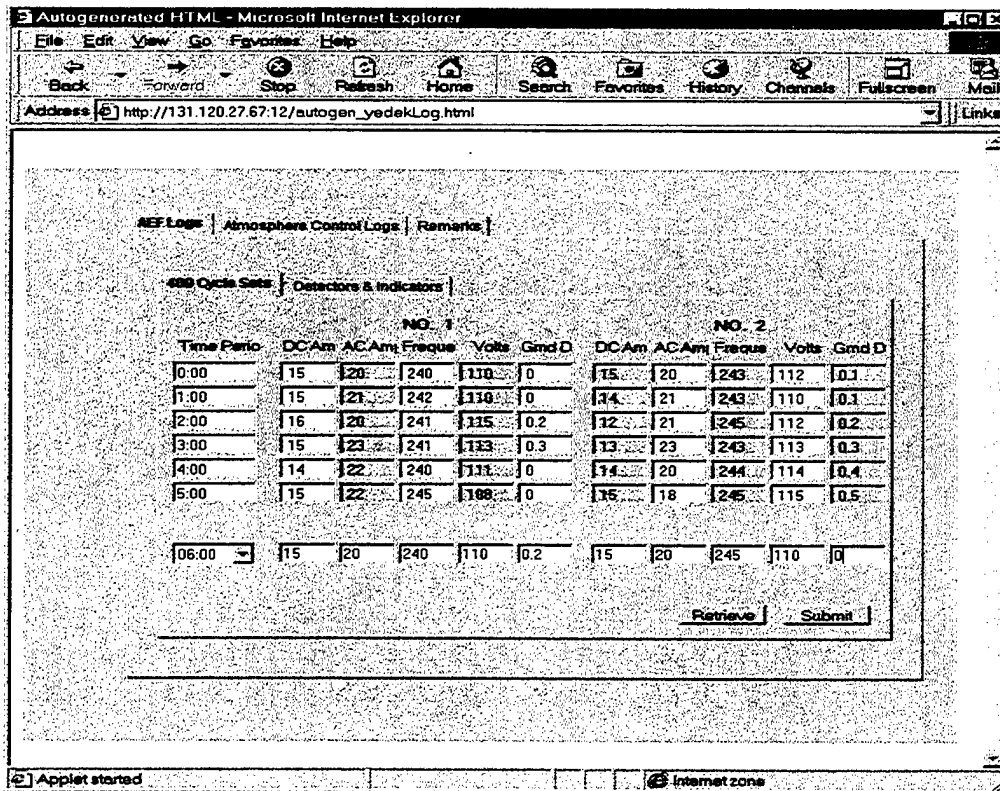 Autogenerated HTML - Microsoft Internet Explorer
File Edit View Go Favorites Help
Back Forward Stop Refresh Home Search Favorites History Channels Fullscreen Mail
Address http://131.120.27.67:12/autogen_yedekLog.html Links
AEF Logs Atmosphere Control Logs Remarks
400 Cycle Sets Detectors & Indicators
NO. 1 NO. 2
Time Perio DC Am AC Am Freque Volts Grnd D DC Am AC Am Freque Volts Grnd D
0:00 15 20 240 110 0 15 20 243 112 0.1
1:00 15 21 242 110 0 14 21 243 110 0.1
2:00 16 20 241 115 0.2 12 21 245 112 0.2
3:00 15 23 241 113 0.3 13 23 243 113 0.3
4:00 14 22 240 111 0 14 20 244 114 0.4
5:00 15 22 245 108 0 15 18 245 115 0.5
06:00 15 20 240 110 0.2 15 20 245 110 0
Retrieve Submit
Applet started Internet zone